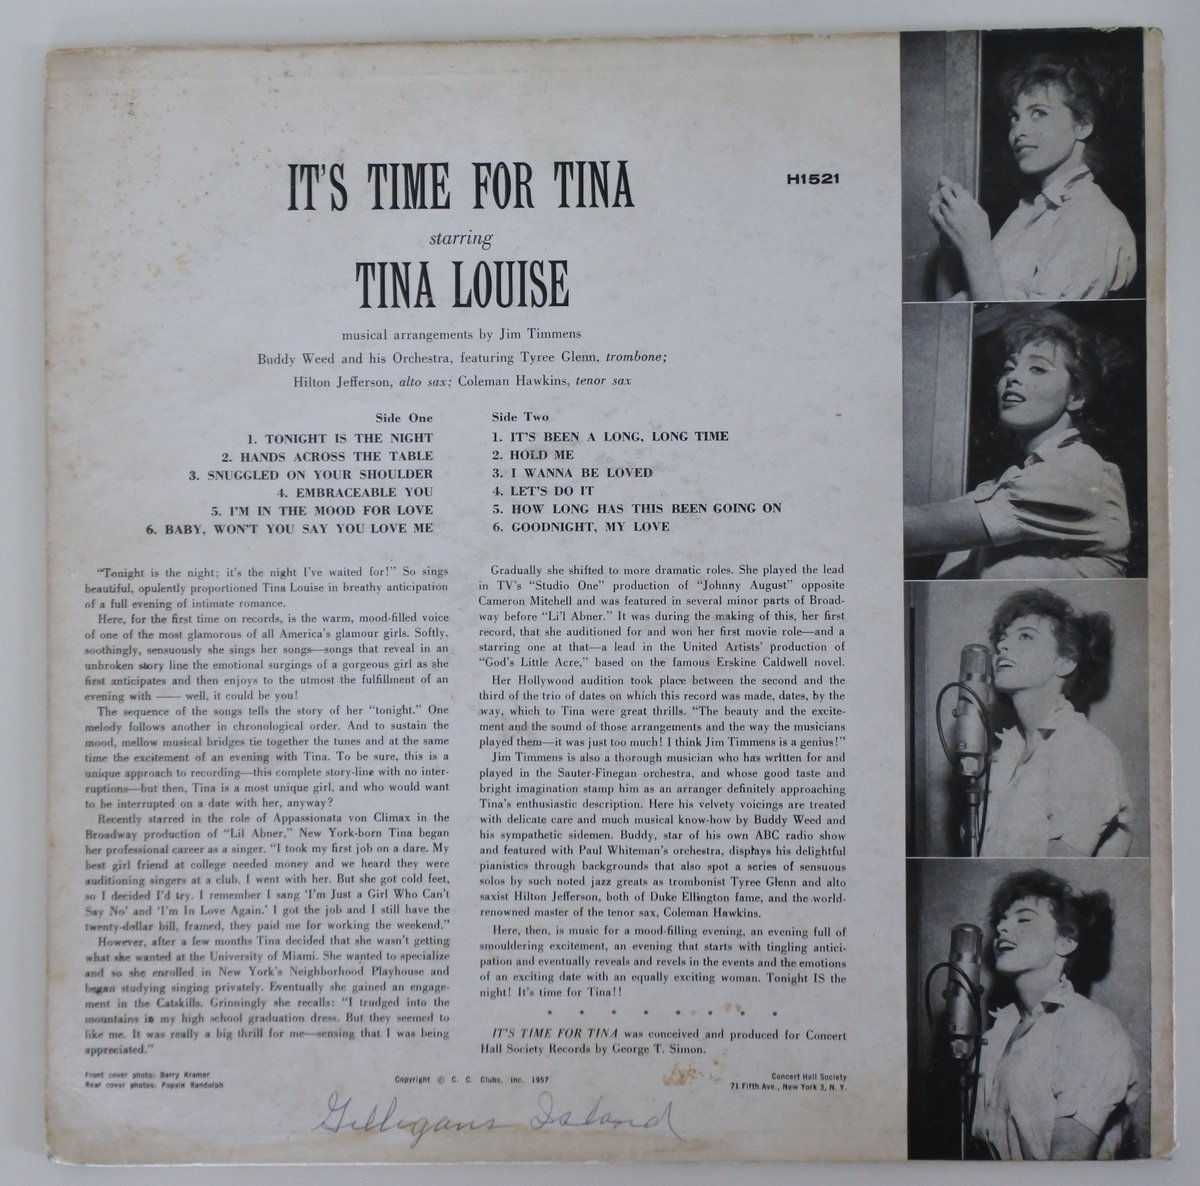 IT'S TIME FOR TINA
H1521
starring
TINA LOUISE
musical arrangements by Jim Timmens
Buddy Weed and his Orchestra, featuring Tyree Glenn, trombone;
Hilton Jefferson, alto sax; Coleman Hawkins, tenor sax
Side One
1. TONIGHT IS THE NIGHT
2. HANDS ACROSS THE TABLE
3. SNUGGLED ON YOUR SHOULDER
4. EMBRACEABLE YOU
5. I'M IN THE MOOD FOR LOVE
6. BABY, WON'T YOU SAY YOU LOVE ME
Side Two
1. IT'S BEEN A LONG, LONG TIME
2. HOLD ME
3. I WANNA BE LOVED
4. LET'S DO IT
5. HOW LONG HAS THIS BEEN GOING ON
6. GOODNIGHT, MY LOVE
"Tonight is the night; it's the night I've waited for!" So sings
beautiful, opulently proportioned Tina Louise in breathy anticipation
of a full evening of intimate romance.
Here, for the first time on records, is the warm, mood-filled voice
of one of the most glamorous of all America's glamour girls. Softly,
soothingly, sensuously she sings her songs—songs that reveal in an
unbroken story line the emotional surgings of a gorgeous girl as she
first anticipates and then enjoys to the utmost the fulfillment of an
evening with —— well, it could be you!
The sequence of the songs tells the story of her "tonight." One
melody follows another in chronological order. And to sustain the
mood, mellow musical bridges tie together the tunes and at the same
time the excitement of an evening with Tina. To be sure, this is a
unique approach to recording—this complete story-line with no inter-
ruptions—but then, Tina is a most unique girl, and who would want
to be interrupted on a date with her, anyway?
Recently starred in the role of Appassionata von Climax in the
Broadway production of "Lil Abner," New York-born Tina began
her professional career as a singer. "I took my first job on a dare. My
best girl friend at college needed money and we heard they were
auditioning singers at a club. I went with her. But she got cold feet,
so I decided I'd try. I remember I sang 'I'm Just a Girl Who Can't
Say No' and 'I'm In Love Again.' I got the job and I still have the
twenty-dollar bill, framed, they paid me for working the weekend."
However, after a few months Tina decided that she wasn't getting
what she wanted at the University of Miami. She wanted to specialize
and so she enrolled in New York's Neighborhood Playhouse and
began studying singing privately. Eventually she gained an engage-
ment in the Catskills. Grinningly she recalls: "I trudged into the
mountains in my high school graduation dress. But they seemed to
like me. It was really a big thrill for me—sensing that I was being
appreciated."
Gradually she shifted to more dramatic roles. She played the lead
in TV's "Studio One" production of "Johnny August" opposite
Cameron Mitchell and was featured in several minor parts of Broad-
way before "Li'l Abner." It was during the making of this, her first
record, that she auditioned for and won her first movie role—and a
starring one at that—a lead in the United Artists' production of
"God's Little Acre," based on the famous Erskine Caldwell novel.
Her Hollywood audition took place between the second and the
third of the trio of dates on which this record was made, dates, by the
way, which to Tina were great thrills. "The beauty and the excite-
ment and the sound of those arrangements and the way the musicians
played them—it was just too much! I think Jim Timmens is a genius!"
Jim Timmens is also a thorough musician who has written for and
played in the Sauter-Finegan orchestra, and whose good taste and
bright imagination stamp him as an arranger definitely approaching
Tina's enthusiastic description. Here his velvety voicings are treated
with delicate care and much musical know-how by Buddy Weed and
his sympathetic sidemen. Buddy, star of his own ABC radio show
and featured with Paul Whiteman's orchestra, displays his delightful
pianistics through backgrounds that also spot a series of sensuous
solos by such noted jazz greats as trombonist Tyree Glenn and alto
saxist Hilton Jefferson, both of Duke Ellington fame, and the world-
renowned master of the tenor sax, Coleman Hawkins.
Here, then, is music for a mood-filling evening, an evening full of
smouldering excitement, an evening that starts with tingling antici-
pation and eventually reveals and revels in the events and the emotions
of an exciting date with an equally exciting woman. Tonight IS the
night! It's time for Tina!!
IT'S TIME FOR TINA was conceived and produced for Concert
Hall Society Records by George T. Simon.
Front cover photo: Barry Kramer
Rear cover photos: Popsie Randolph
Copyright © C. C. Clubs, Inc. 1957
Concert Hall Society
71 Fifth Ave., New York 3, N. Y.
Gilligans Island